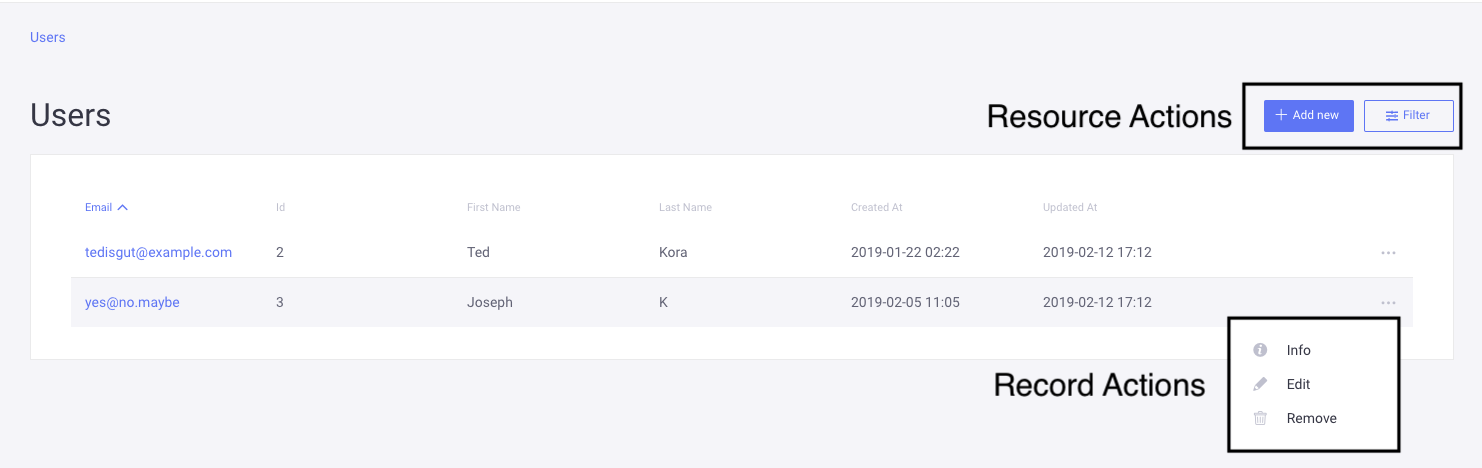 Users
Users
Resource Actions
+ Add new
Filter
Email Id First Name Last Name Created At Updated At
tedisgut@example.com 2 Ted Kora 2019-01-22 02:22 2019-02-12 17:12 ...
yes@no.maybe 3 Joseph K 2019-02-05 11:05 2019-02-12 17:12 ...
Record Actions
Info
Edit
Remove